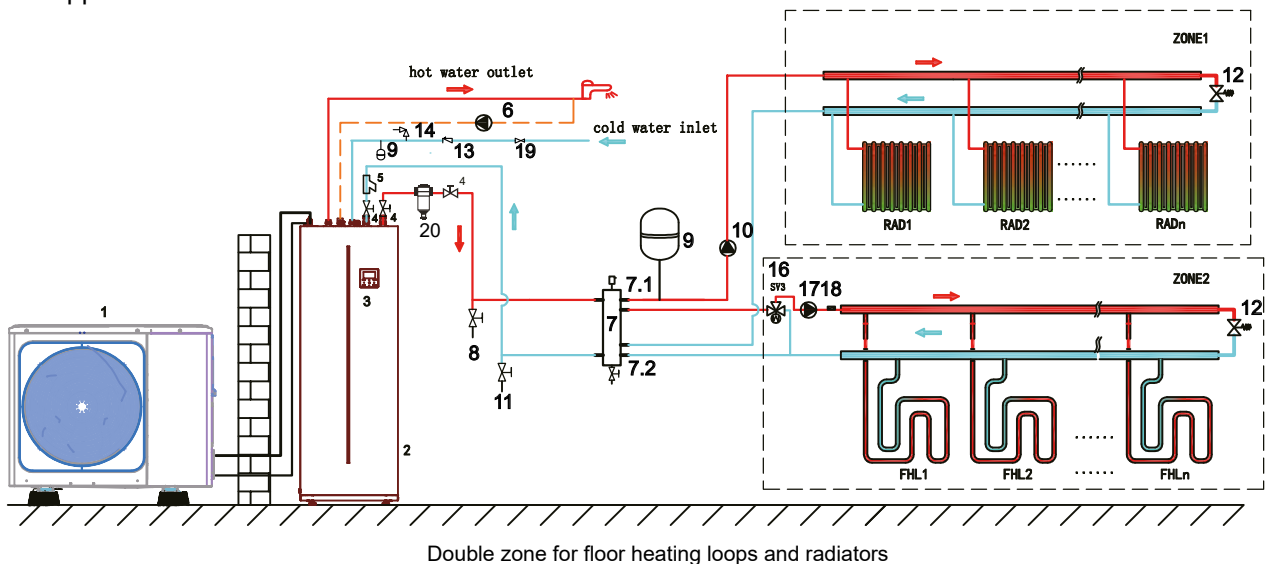 ZONE1
hot water outlet
12
6
14
cold water inlet
9
13
19
5
4
4
4
20
RAD1
RAD2
RADn
......
......
9
10
16
SV3
1718
ZONE2
12
7.1
7
7.2
8
11
1
3
2
FHL1
FHL2
FHLn
......
......
Double zone for floor heating loops and radiators